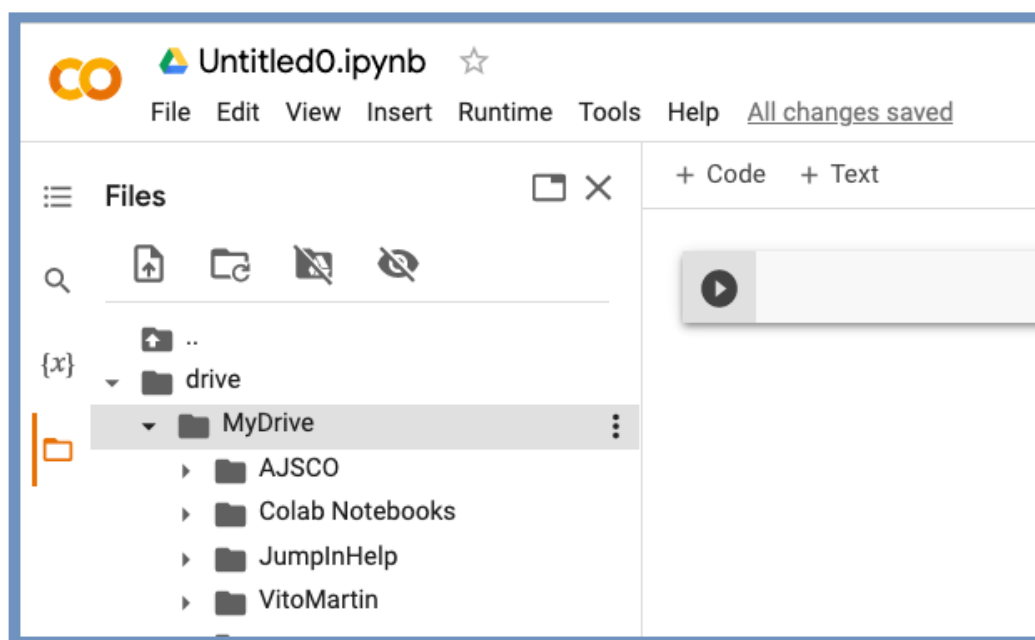 Untitled0.ipynb
File Edit View Insert Runtime Tools Help All changes saved
Files
+ Code + Text
{x}
..
drive
MyDrive
AJSCO
Colab Notebooks
JumpInHelp
VitoMartin